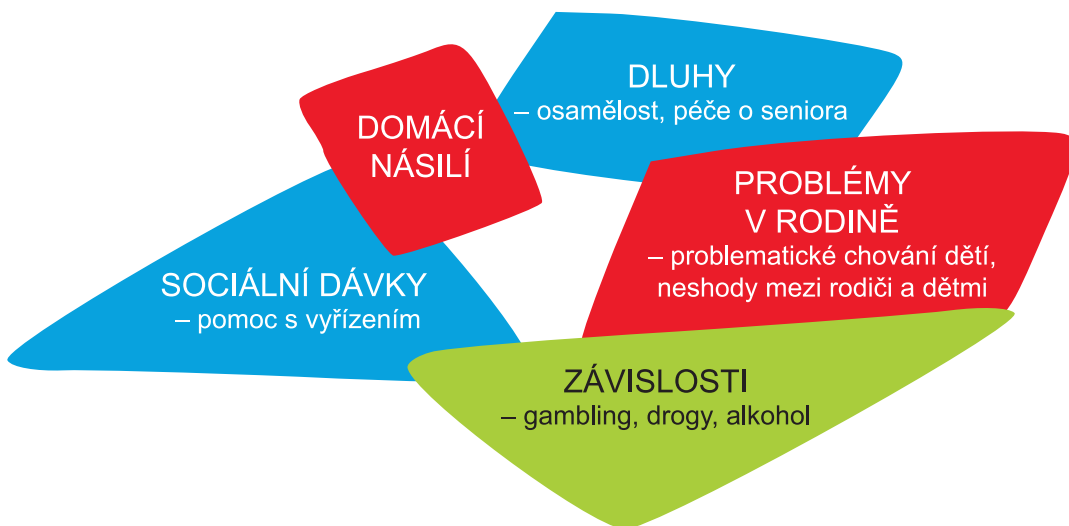 DLUHY
– osamělost, péče o seniora
DOMÁCÍ
NÁSILÍ
PROBLÉMY
V RODINĚ
– problematické chování dětí,
neshody mezi rodiči a dětmi
SOCIÁLNÍ DÁVKY
– pomoc s vyřízením
ZÁVISLOSTI
– gambling, drogy, alkohol